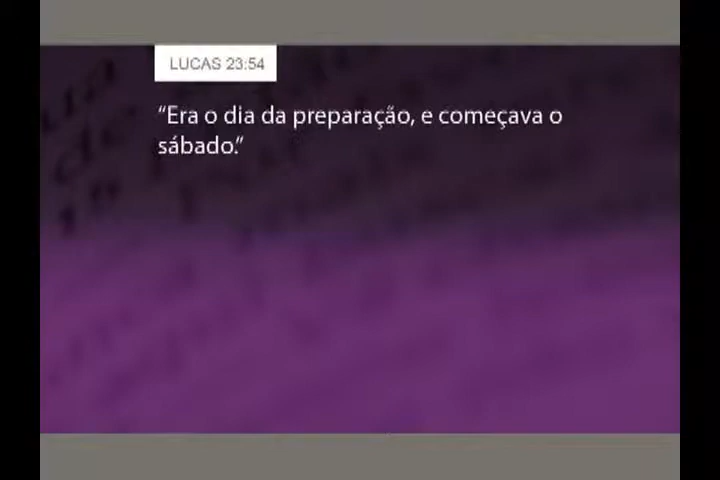 LUCAS 23:54
“Era o dia da preparação, e começava o
sábado.”